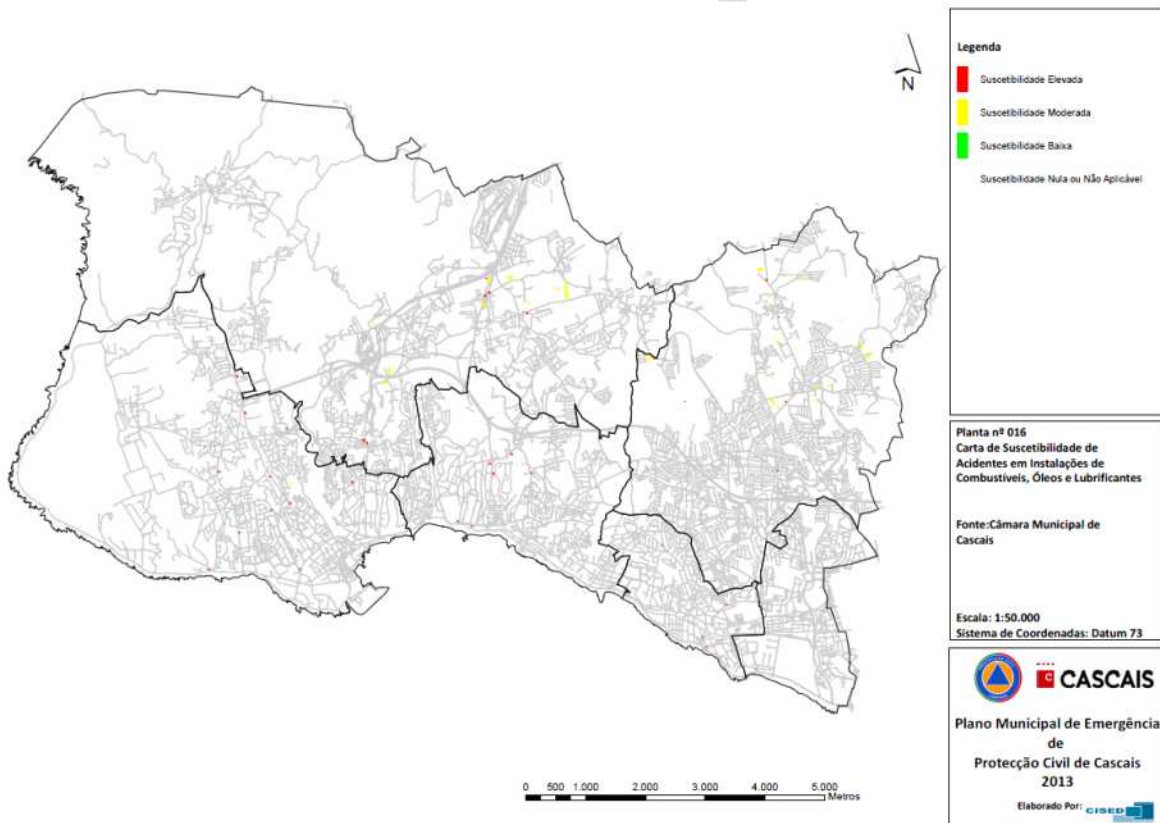 N
Legenda
Suscetibilidade Elevada
Suscetibilidade Moderada
Suscetibilidade Baixa
Suscetibilidade Nula ou Não Aplicável
Planta nº 016
Carta de Suscetibilidade de
Acidentes em Instalações de
Combustíveis, Óleos e Lubrificantes
Fonte:Câmara Municipal de
Cascais
Escala: 1:50.000
Sistema de Coordenadas: Datum 73
C CASCAIS
Plano Municipal de Emergência
de
Protecção Civil de Cascais
2013
Elaborado Por: CISED
0 500 1.000 2.000 3.000 4.000 5.000
Metros